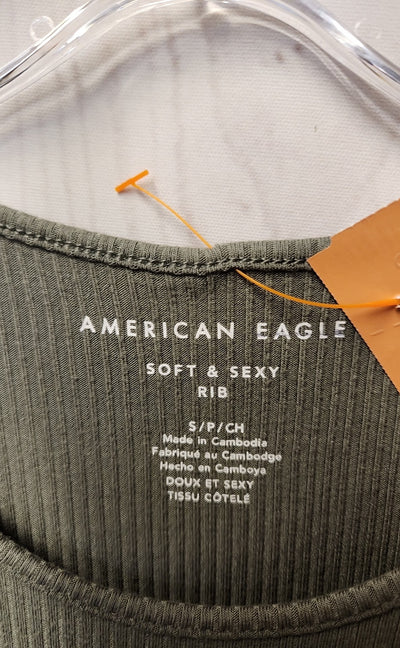 AMERICAN EAGLE
SOFT & SEXY
RIB
S/P/CH
Made in Cambodia
Fabriqué au Cambodge
Hecho en Camboya
DOUX ET SEXY
TISSU CÔTELÉ